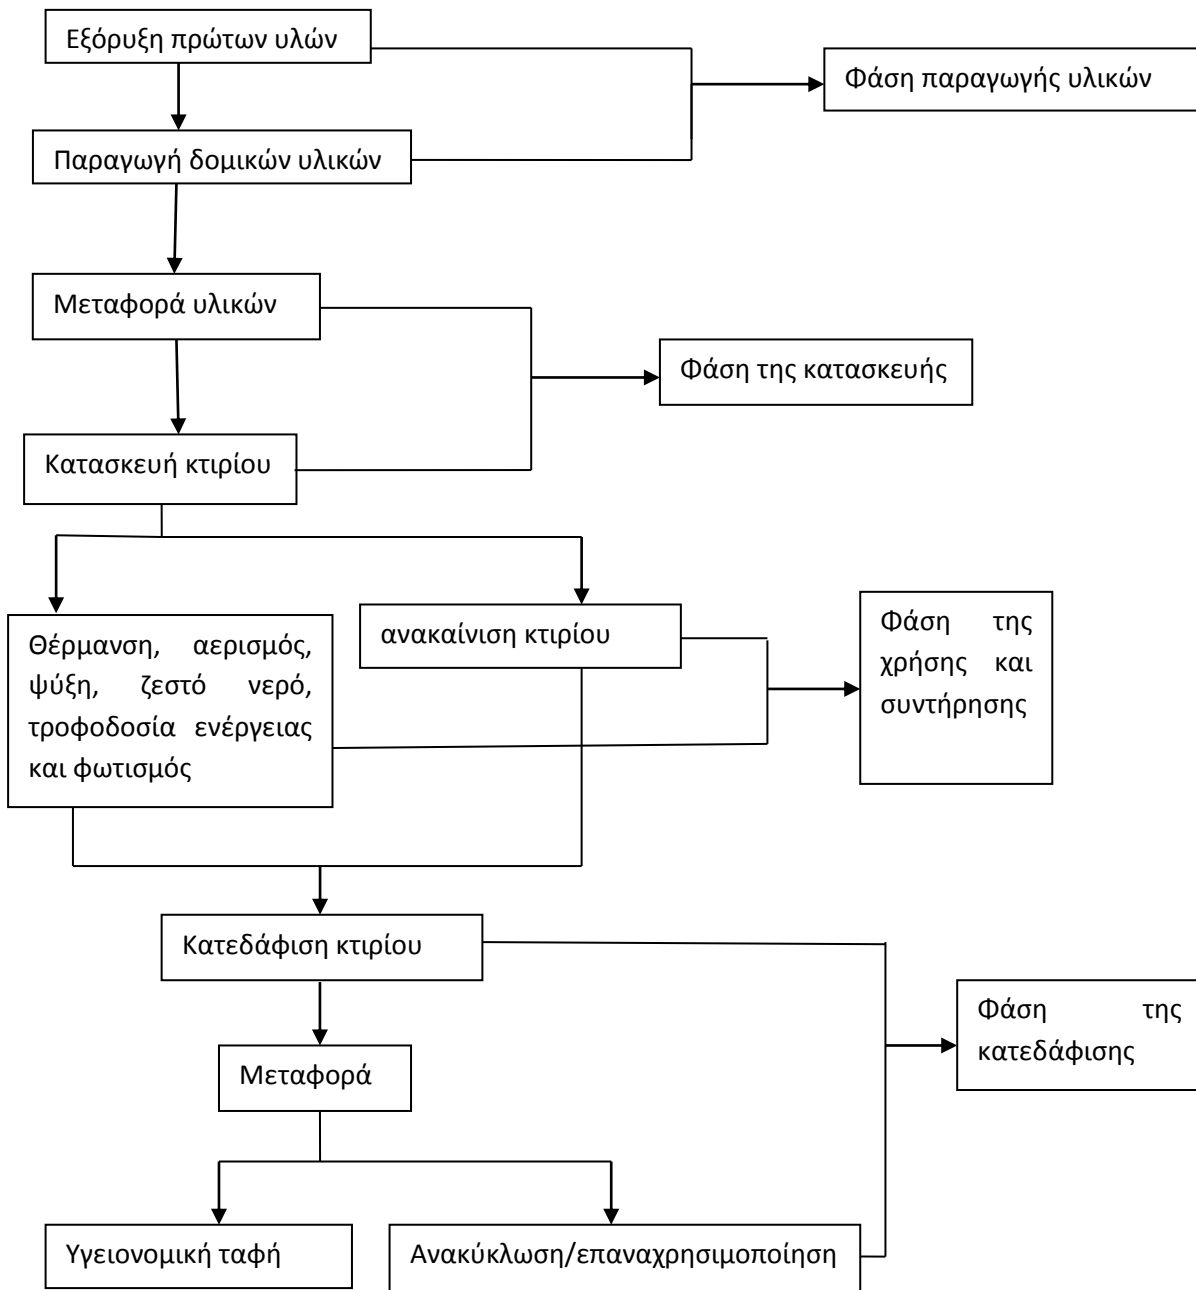 Εξόρυξη πρώτων υλών
Φάση παραγωγής υλικών
Παραγωγή δομικών υλικών
Μεταφορά υλικών
Φάση της κατασκευής
Κατασκευή κτιρίου
Θέρμανση, αερισμός,
ψύξη, ζεστό νερό,
τροφοδοσία ενέργειας
και φωτισμός
ανακαίνιση κτιρίου
Φάση της
χρήσης και
συντήρησης
Κατεδάφιση κτιρίου
Φάση της
κατεδάφισης
Μεταφορά
Υγειονομική ταφή
Ανακύκλωση/επαναχρησιμοποίηση